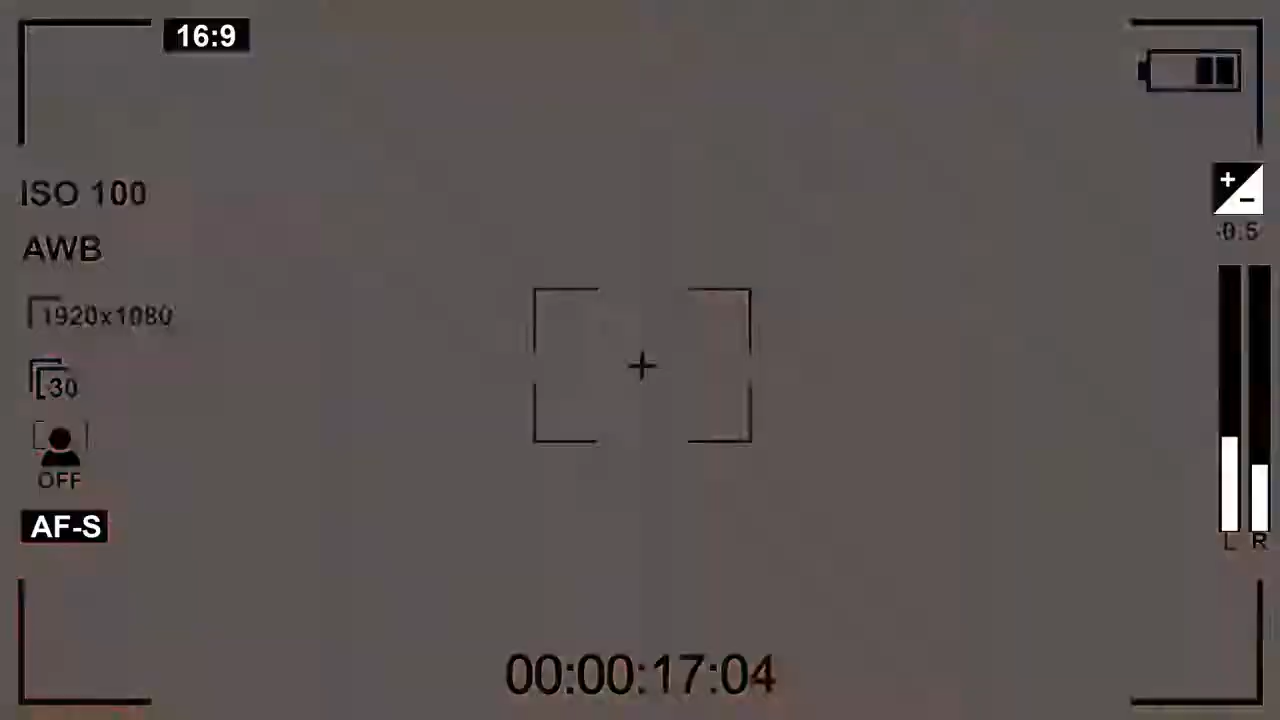 16:9
ISO 100
AWB
+
-
-0.5
1920x1080
30
OFF
AF-S
L R
00:00:17:04